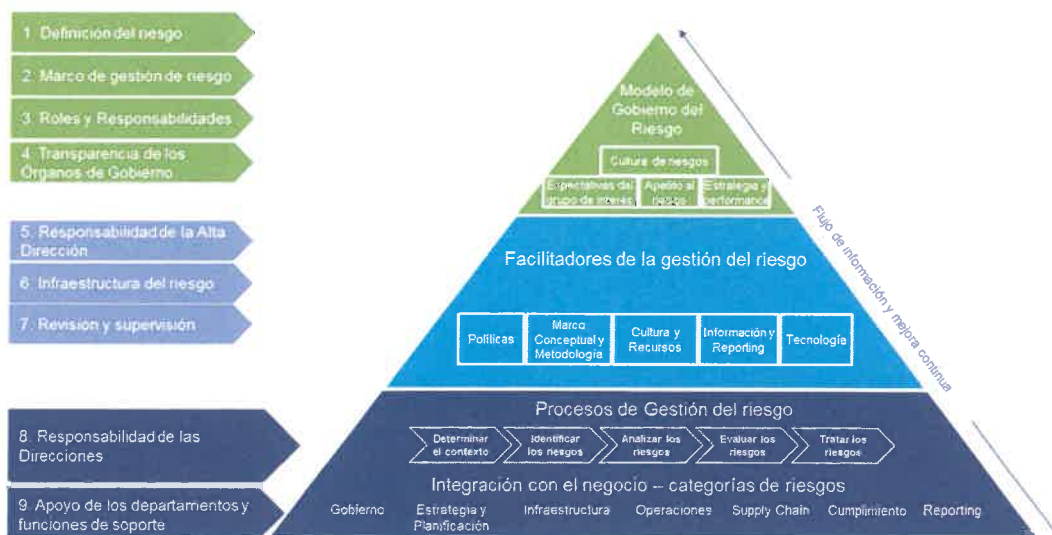 1. Definición del riesgo
2. Marco de gestión de riesgo
3. Roles y Responsabilidades
4. Transparencia de los
Órganos de Gobierno
5. Responsabilidad de la Alta
Dirección
6. Infraestructura del riesgo
7. Revisión y supervisión
8. Responsabilidad de las
Direcciones
9. Apoyo de los departamentos y
funciones de soporte
Modelo de
Gobierno del
Riesgo
Cultura de riesgos
Expectativas del
grupo de interés
Apetito al
riesgo
Estrategia y
performance
Facilitadores de la gestión del riesgo
Políticas
Marco
Conceptual y
Metodología
Cultura y
Recursos
Información y
Reporting
Tecnología
Procesos de Gestión del riesgo
Determinar
el contexto
Identificar
los riesgos
Analizar los
riesgos
Evaluar los
riesgos
Tratar los
riesgos
Integración con el negocio – categorías de riesgos
Gobierno
Estrategia y
Planificación
Infraestructura
Operaciones
Supply Chain
Cumplimiento
Reporting
Flujo de información y mejora continua